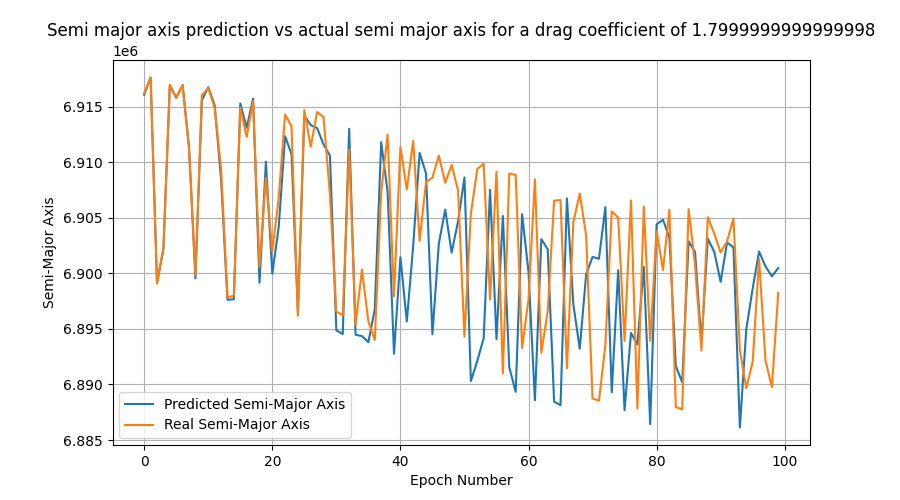 Semi major axis prediction vs actual semi major axis for a drag coefficient of 1.7999999999999998
1e6
6.915
6.910
6.905
6.900
6.895
6.890
6.885
Semi-Major Axis
Predicted Semi-Major Axis
Real Semi-Major Axis
0 20 40 60 80 100
Epoch Number